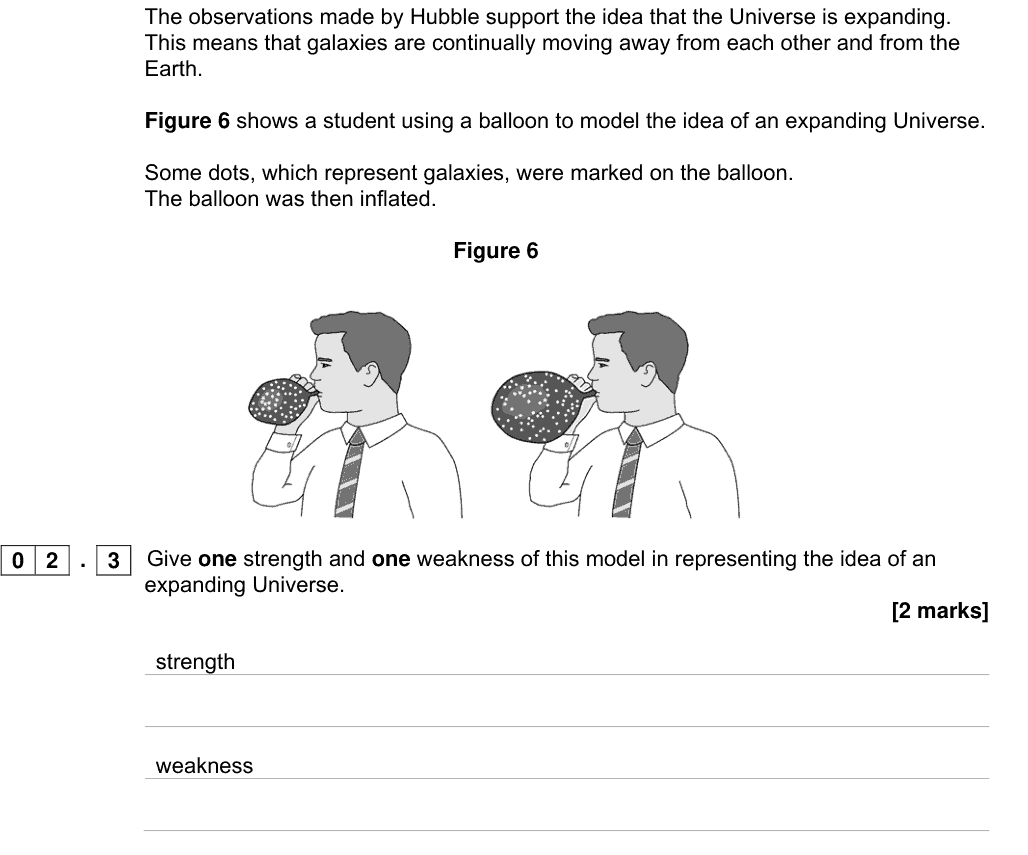 The observations made by Hubble support the idea that the Universe is expanding.
This means that galaxies are continually moving away from each other and from the
Earth.
Figure 6 shows a student using a balloon to model the idea of an expanding Universe.
Some dots, which represent galaxies, were marked on the balloon.
The balloon was then inflated.
Figure 6
0 2 . 3 Give one strength and one weakness of this model in representing the idea of an
expanding Universe.
[2 marks]
strength
weakness